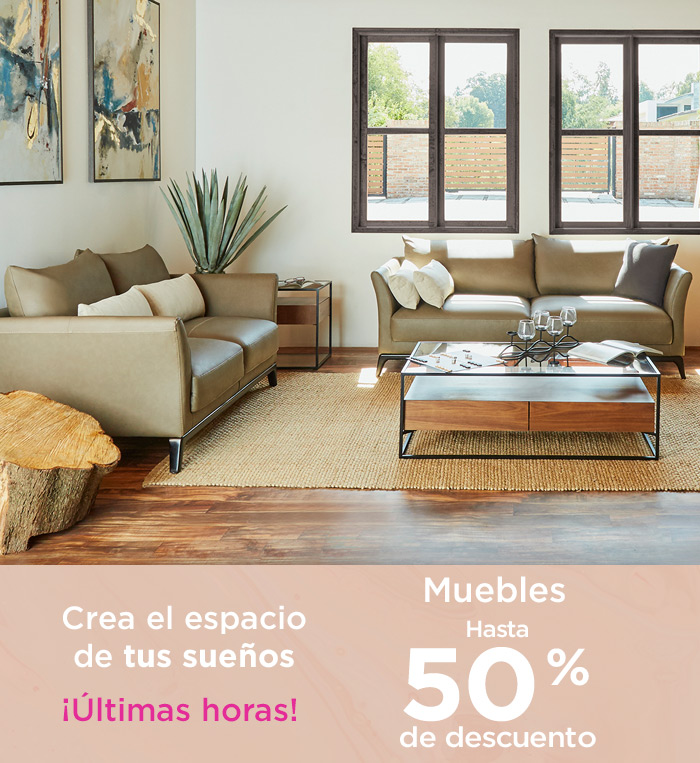 Crea el espacio
de tus sueños
¡Últimas horas!
Muebles
Hasta
50%
de descuento